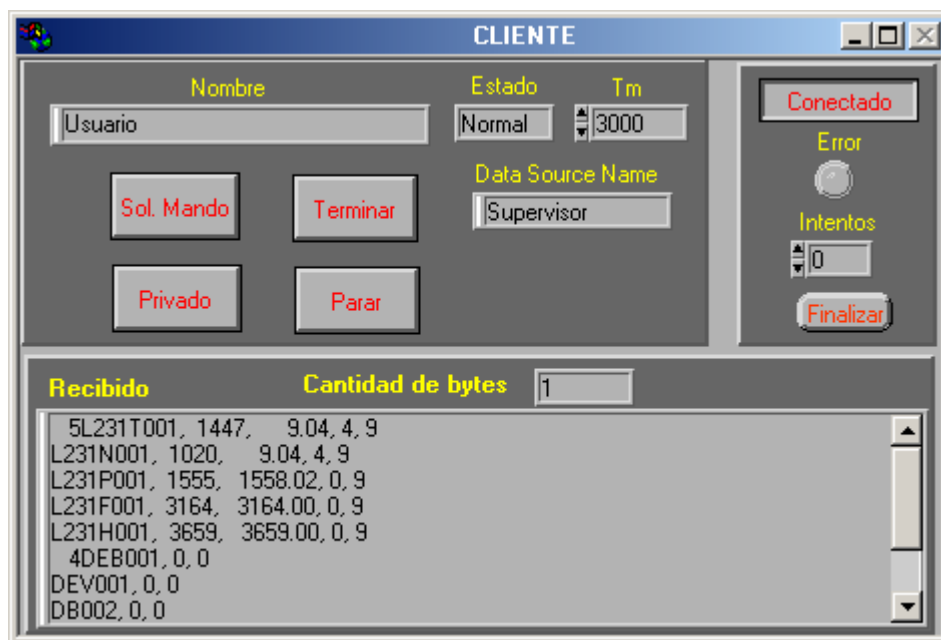 CLIENTE
Nombre
Estado
Tm
Usuario
Normal
3000
Sol. Mando
Terminar
Data Source Name
Supervisor
Privado
Parar
Conectado
Error
Intentos
0
Finalizar
Recibido
Cantidad de bytes
1
5L231T001, 1447, 9.04, 4, 9
L231N001, 1020, 9.04, 4, 9
L231P001, 1555, 1558.02, 0, 9
L231F001, 3164, 3164.00, 0, 9
L231H001, 3659, 3659.00, 0, 9
4DEB001, 0, 0
DEV001, 0, 0
DB002, 0, 0